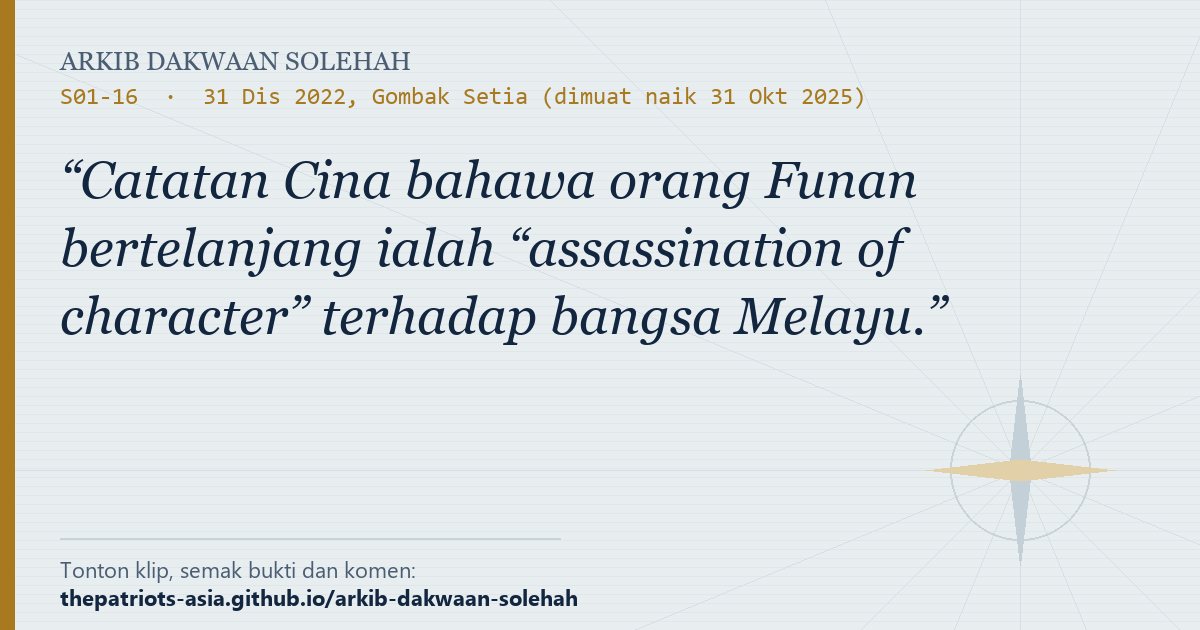 ARKIB DAKWAAN SOLEHAH
S01-16 · 31 Dis 2022, Gombak Setia (dimuat naik 31 Okt 2025)
“Catatan Cina bahawa orang Funan
bertelanjang ialah “assassination of
character” terhadap bangsa Melayu.”
Tonton klip, semak bukti dan komen:
thepatriots-asia.github.io/arkib-dakwaan-solehah